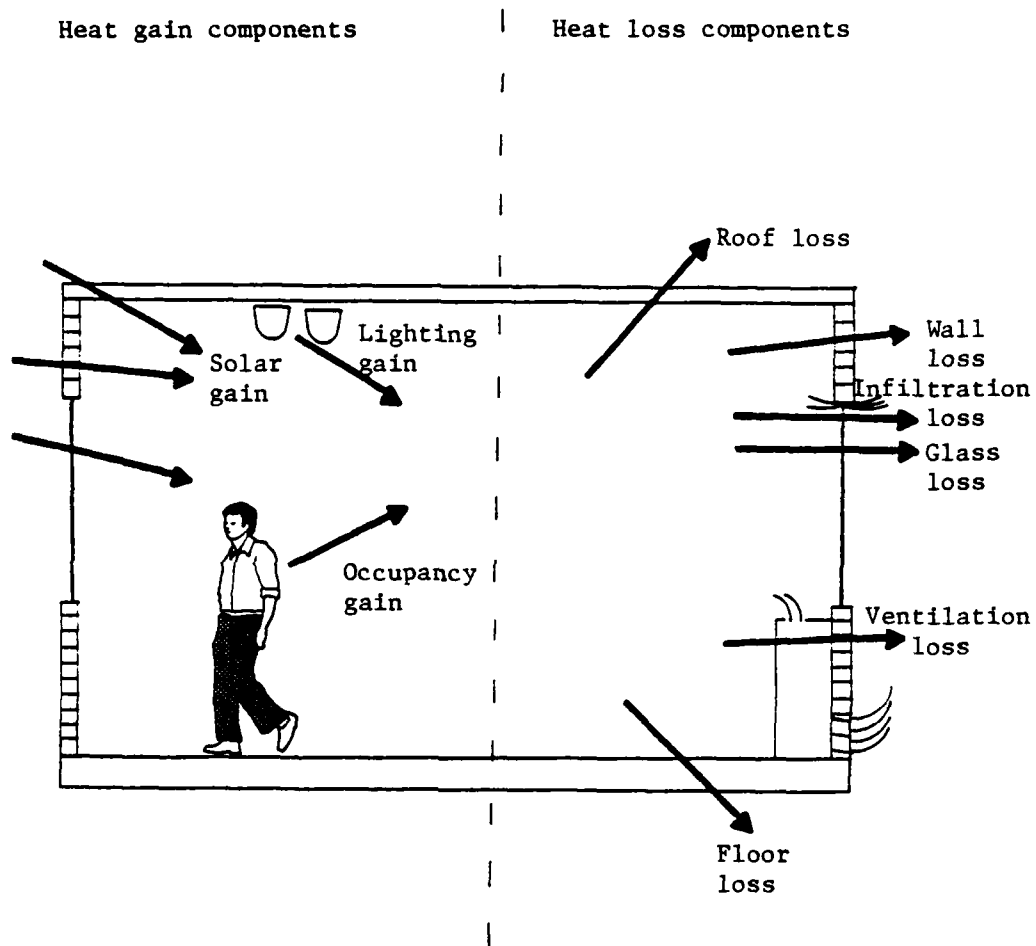 Heat gain components
Heat loss components
Roof loss
Lighting
gain
Solar
gain
Wall
loss
Infiltration
loss
Glass
loss
Occupancy
gain
Ventilation
loss
Floor
loss